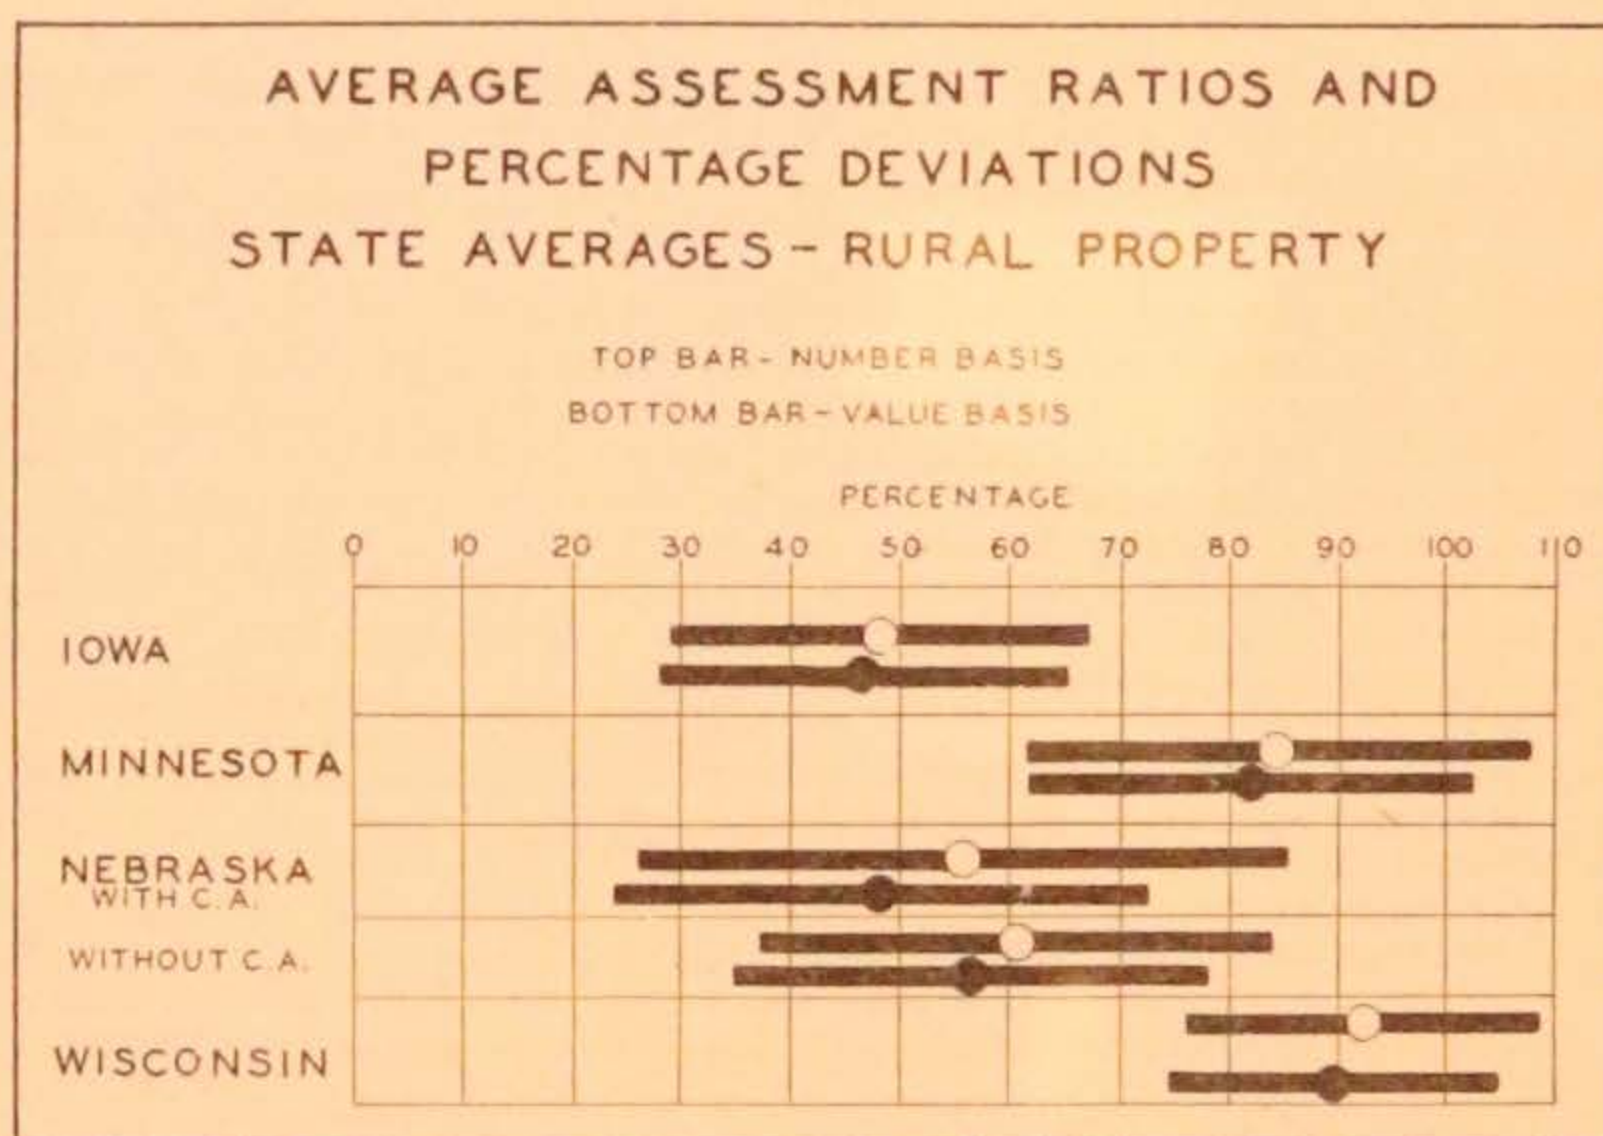 AVERAGE ASSESSMENT RATIOS AND
PERCENTAGE DEVIATIONS
STATE AVERAGES - RURAL PROPERTY
TOP BAR - NUMBER BASIS
BOTTOM BAR - VALUE BASIS
PERCENTAGE
0 10 20 30 40 50 60 70 80 90 100 110
IOWA
MINNESOTA
NEBRASKA
WITH C.A.
WITHOUT C.A.
WISCONSIN